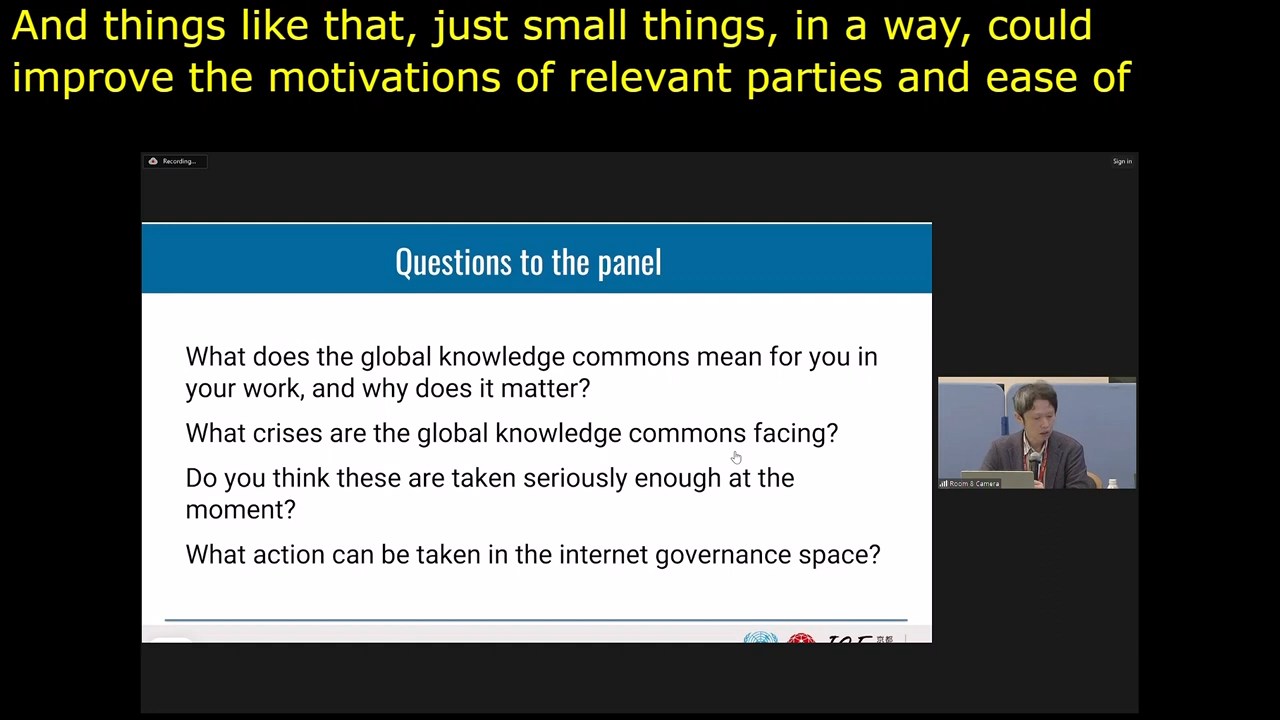 And things like that, just small things, in a way, could
improve the motivations of relevant parties and ease of
Recording...
Sign in
Questions to the panel
What does the global knowledge commons mean for you in
your work, and why does it matter?
What crises are the global knowledge commons facing?
Do you think these are taken seriously enough at the
moment?
What action can be taken in the internet governance space?
Room 8 Camera
IGF 京都